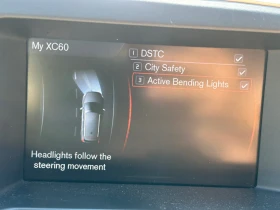 My XC60
1 DSTC
2 City Safety
3 Active Bending Lights
Headlights follow the
steering movement